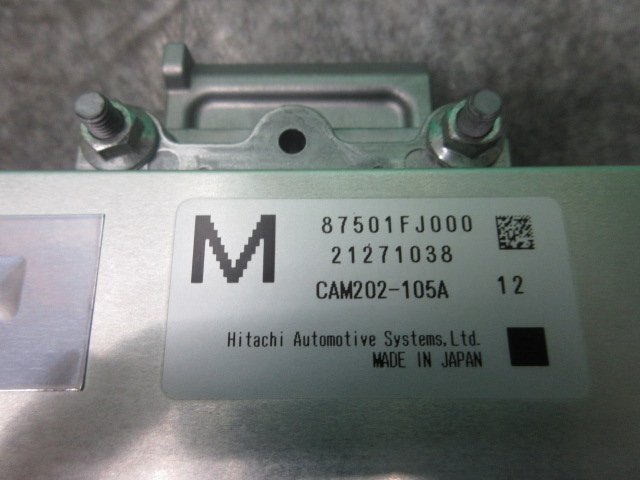 M
87501FJ000
21271038
CAM202-105A 12
Hitachi Automotive Systems,Ltd.
MADE IN JAPAN